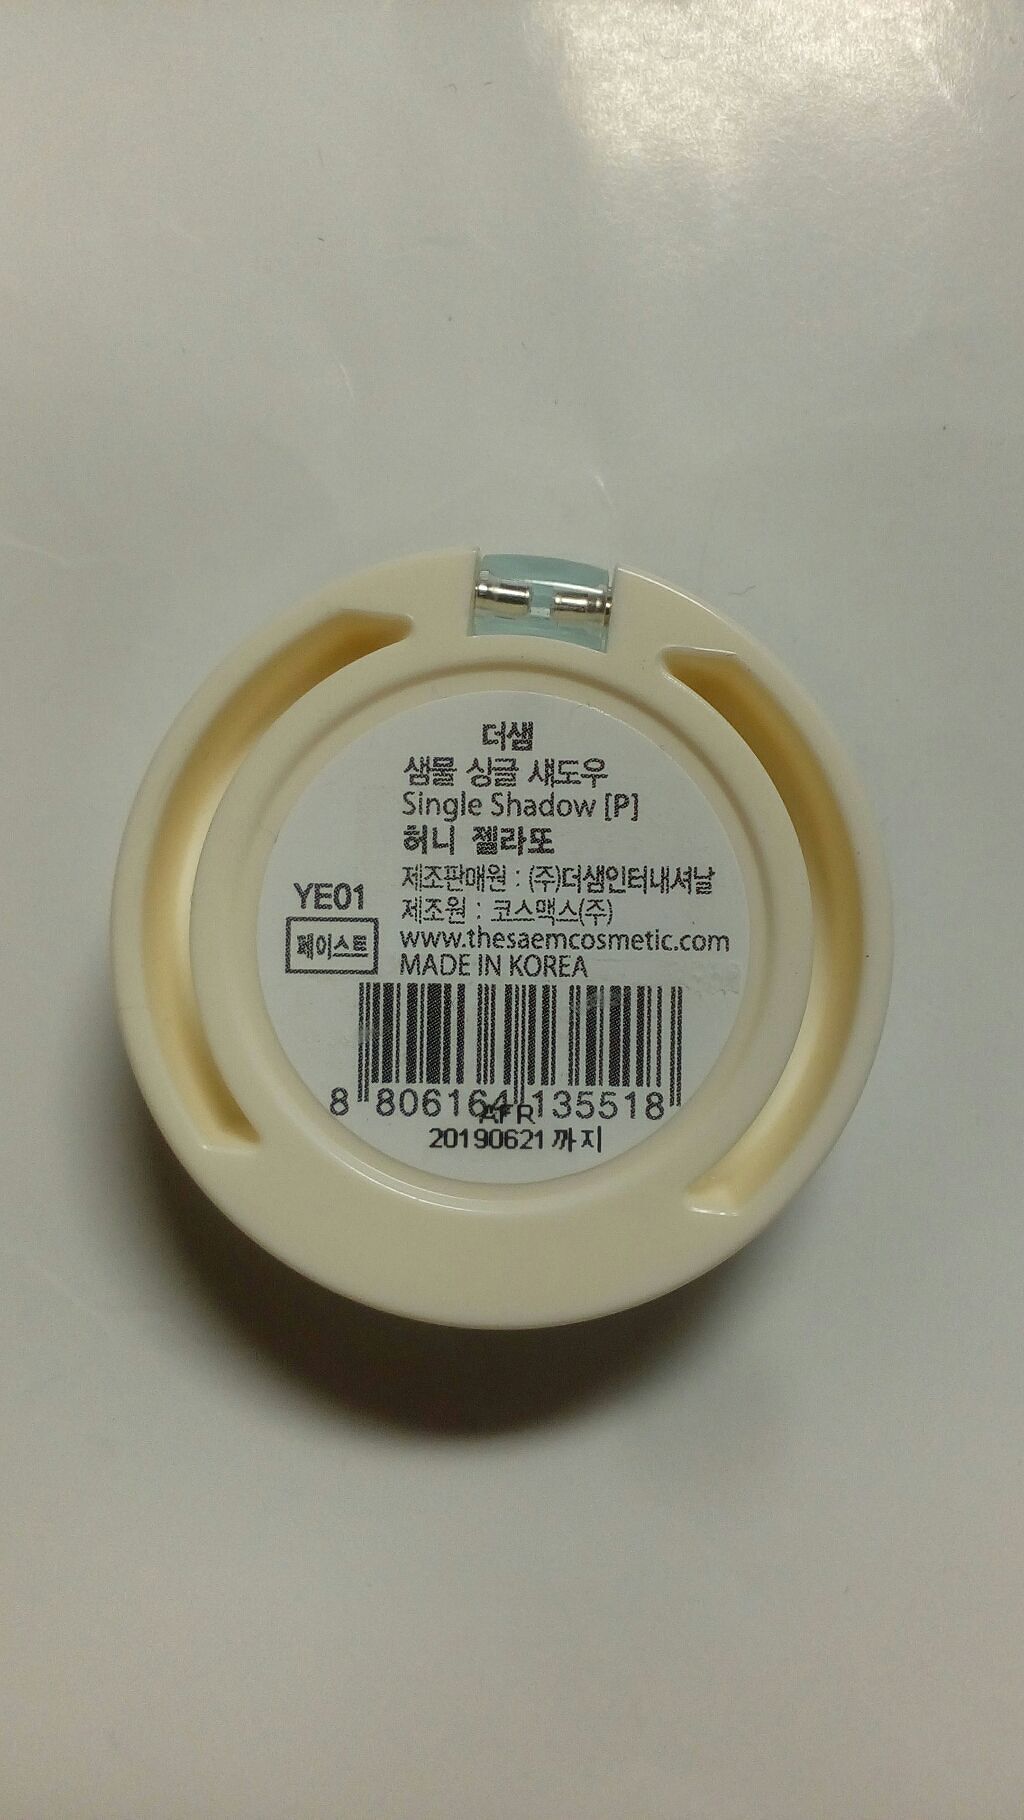 더샘
샘물 싱글 섀도우
Single Shadow [P]
허니 젤라또
제조판매원 : (주)더샘인터내셔날
YE01
제조원 : 코스맥스(주)
페이스트
www.thesaemcosmetic.com
MADE IN KOREA
8 806164 135518
AFR
20190621 까지